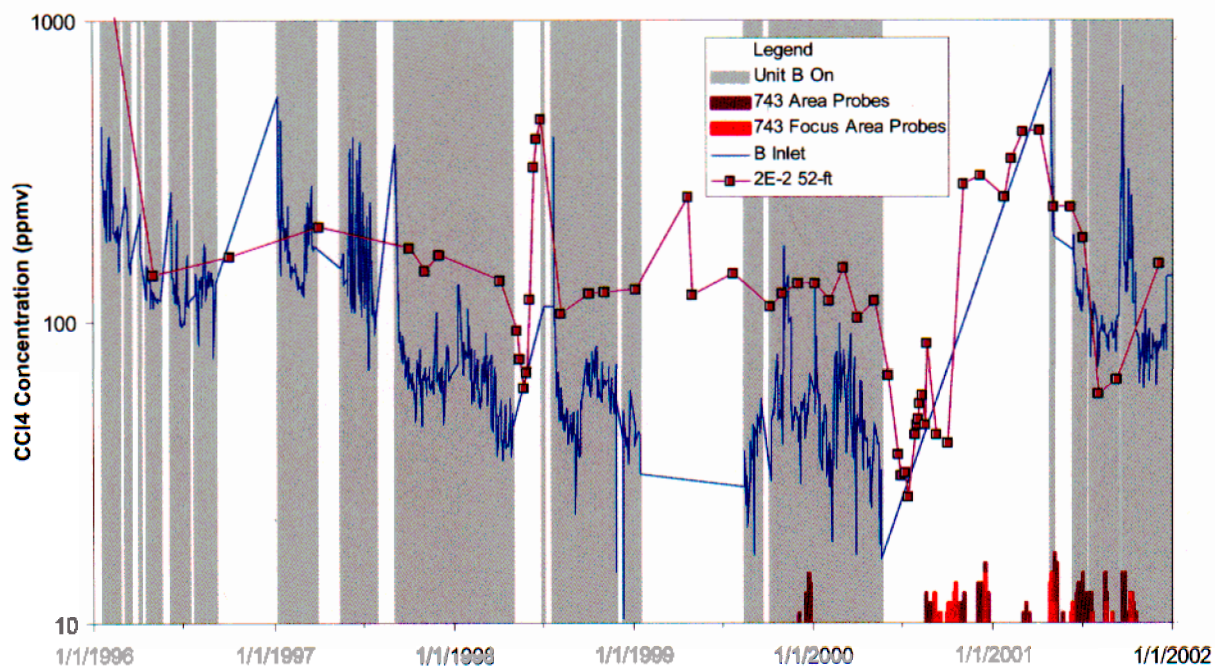 1000
Legend
Unit B On
743 Area Probes
743 Focus Area Probes
B Inlet
2E-2 52-ft
CCl4 Concentration (ppmv)
100
10
1/1/1996
1/1/1997
1/1/1998
1/1/1999
1/1/2000
1/1/2001
1/1/2002